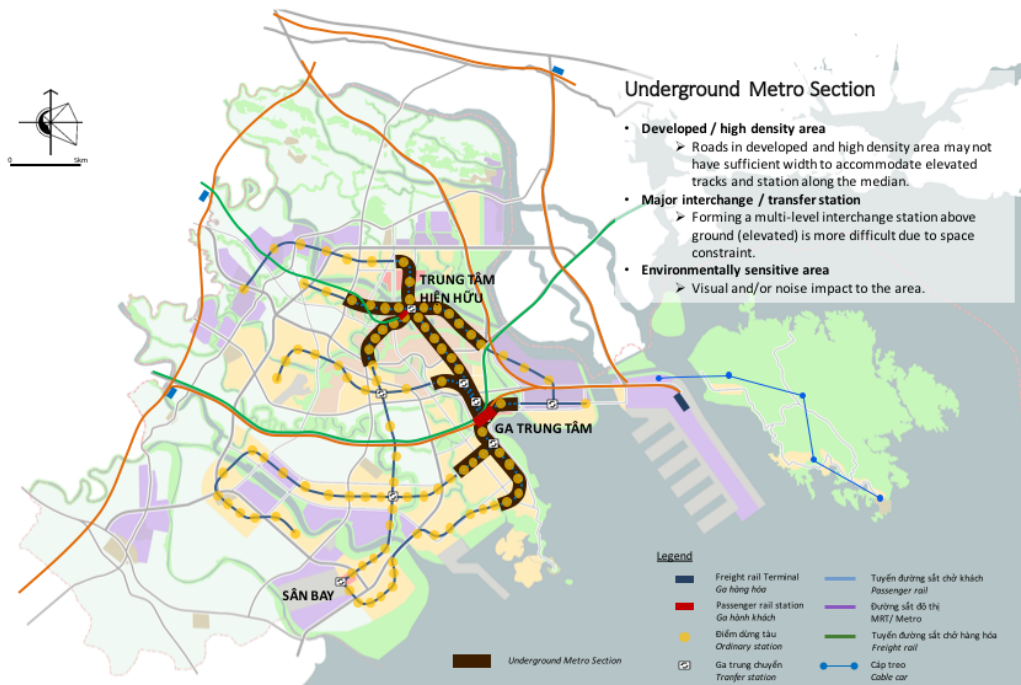 Underground Metro Section
• Developed / high density area
➢ Roads in developed and high density area may not
have sufficient width to accommodate elevated
tracks and station along the median.
• Major interchange / transfer station
➢ Forming a multi-level interchange station above
ground (elevated) is more difficult due to space
constraint.
• Environmentally sensitive area
➢ Visual and/or noise impact to the area.
0 5km
TRUNG TÂM
HIỆN HỮU
GA TRUNG TÂM
SÂN BAY
Legend
Freight rail Terminal
Ga hàng hóa
Passenger rail station
Ga hành khách
Điểm dừng tàu
Ordinary station
Ga trung chuyển
Tranfer station
Tuyến đường sắt chở khách
Passenger rail
Đường sắt đô thị
MRT/ Metro
Tuyến đường sắt chở hàng hóa
Freight rail
Cáp treo
Cable car
Underground Metro Section